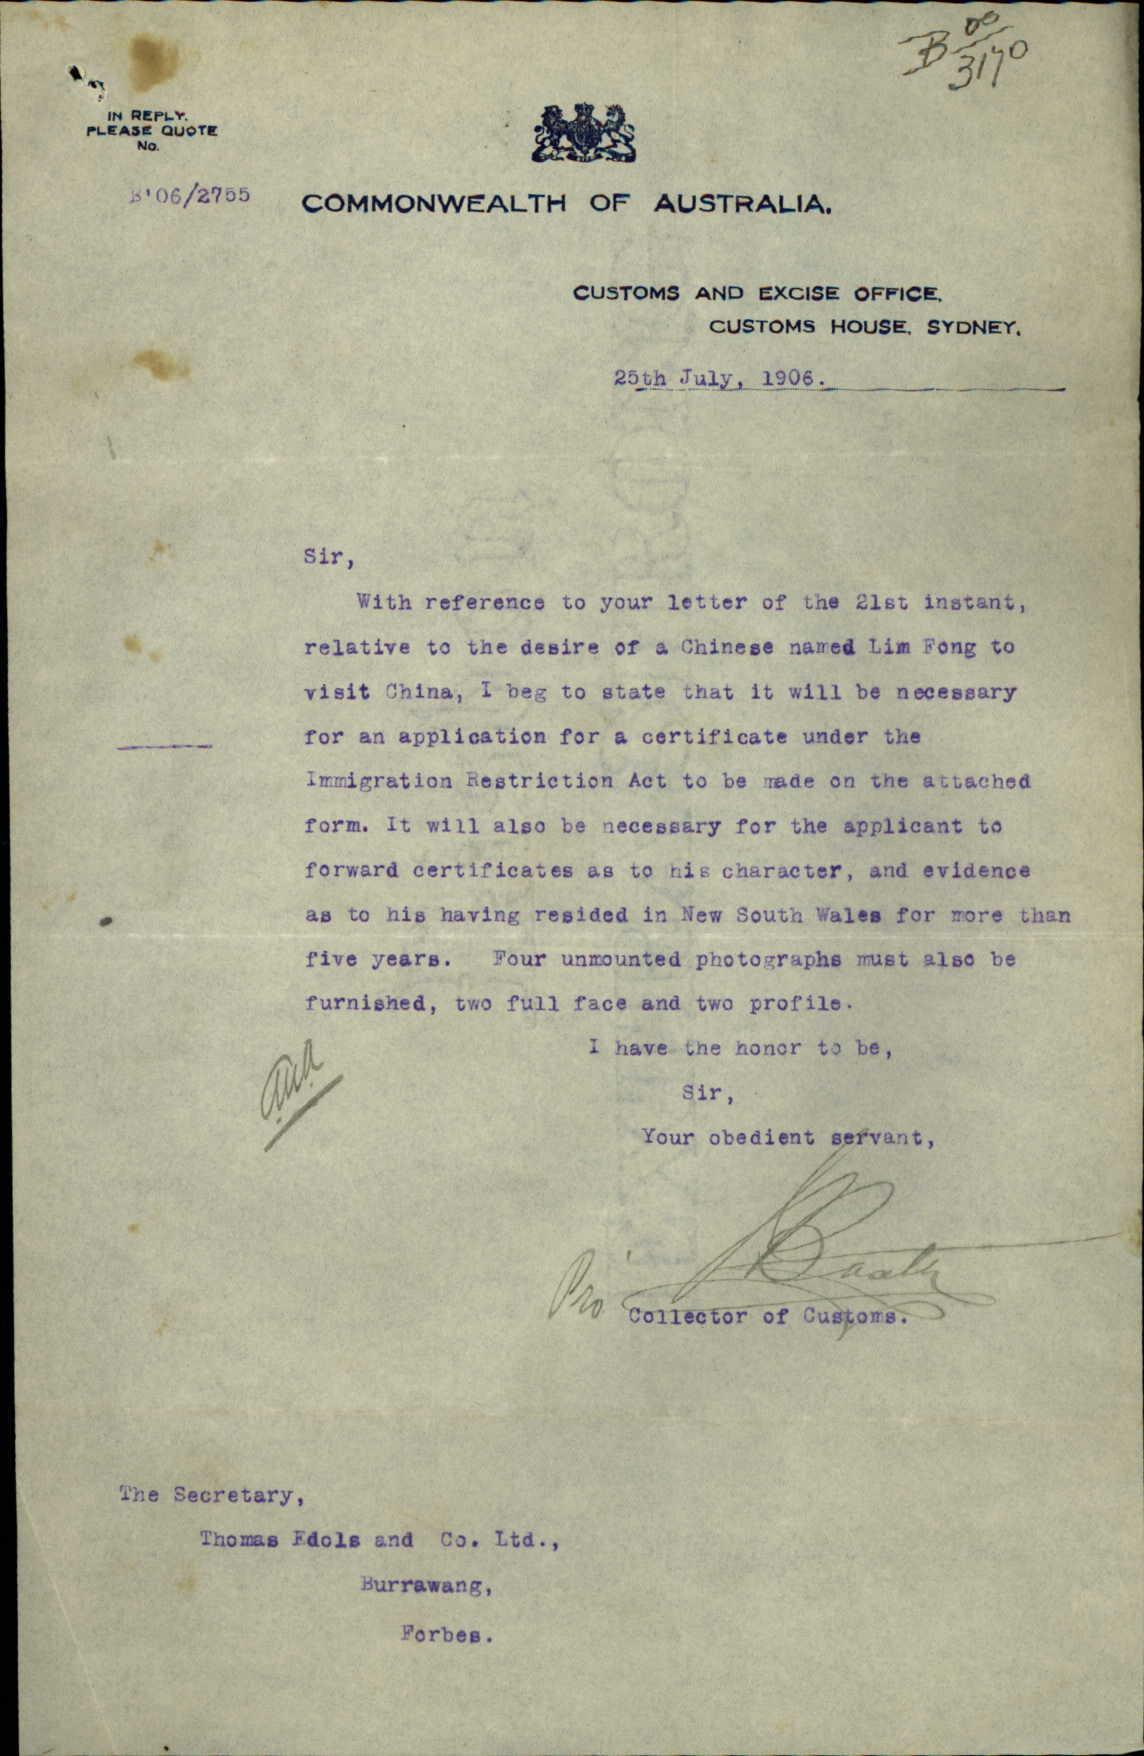 B 06
3170
IN REPLY.
PLEASE QUOTE
No.
B'06/2755
COMMONWEALTH OF AUSTRALIA.
CUSTOMS AND EXCISE OFFICE,
CUSTOMS HOUSE, SYDNEY.
25th July, 1906.
Sir,
With reference to your letter of the 21st instant,
relative to the desire of a Chinese named Lim Fong to
visit China, I beg to state that it will be necessary
for an application for a certificate under the
Immigration Restriction Act to be made on the attached
form. It will also be necessary for the applicant to
forward certificates as to his character, and evidence
as to his having resided in New South Wales for more than
five years. Four unmounted photographs must also be
furnished, two full face and two profile.
I have the honor to be,
Sir,
Your obedient servant,
Pro
Collector of Customs.
The Secretary,
Thomas Edols and Co. Ltd.,
Burrawang,
Forbes.